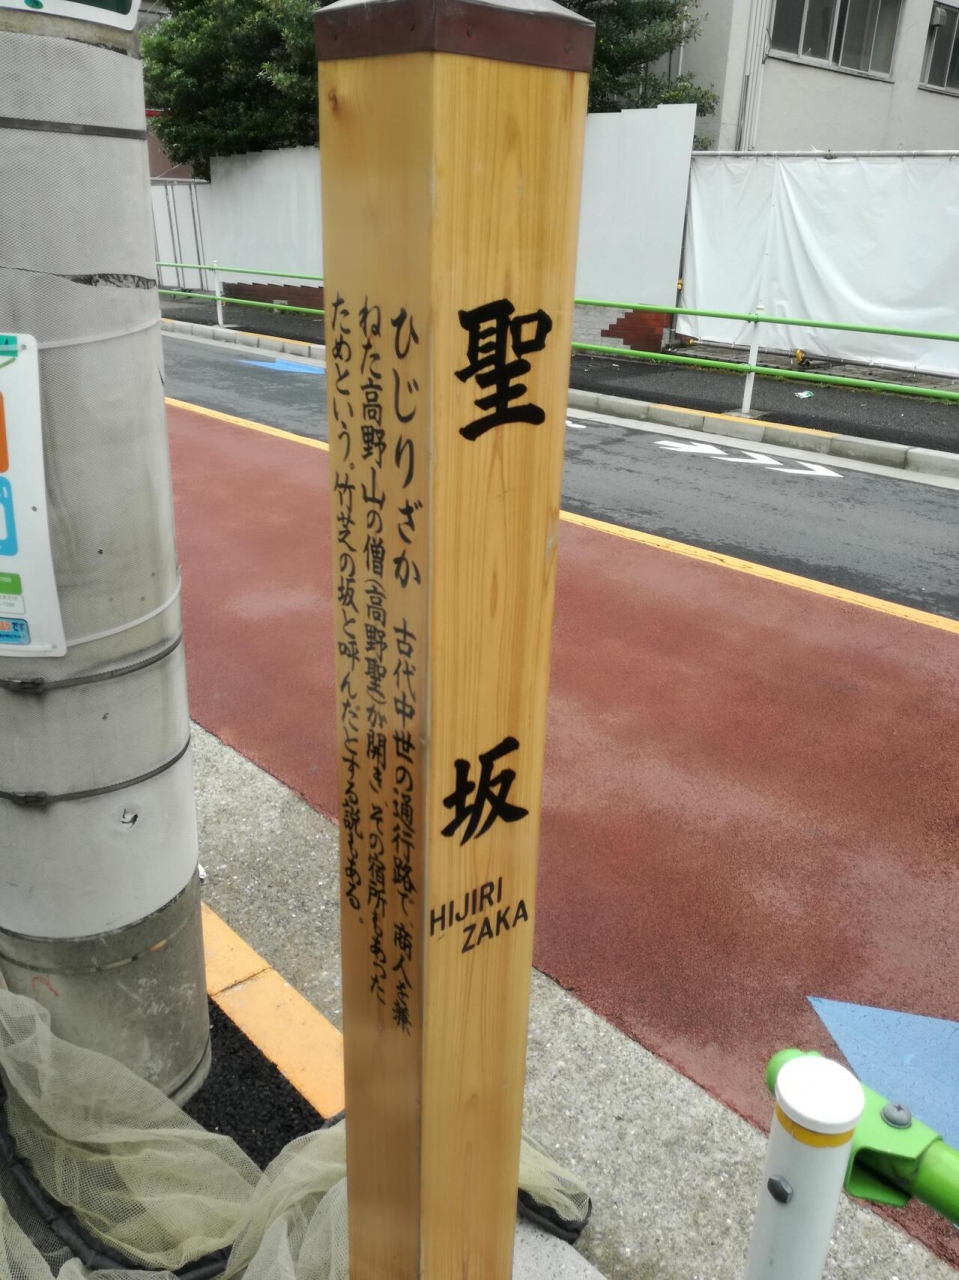 聖坂
HIJIRI
ZAKA
ひじりざか 古代中世の通行路で、商人を兼
ねた高野山の僧(高野聖)が開き、その宿所もあった
ためという。竹芝の坂と呼んだとする説もある。